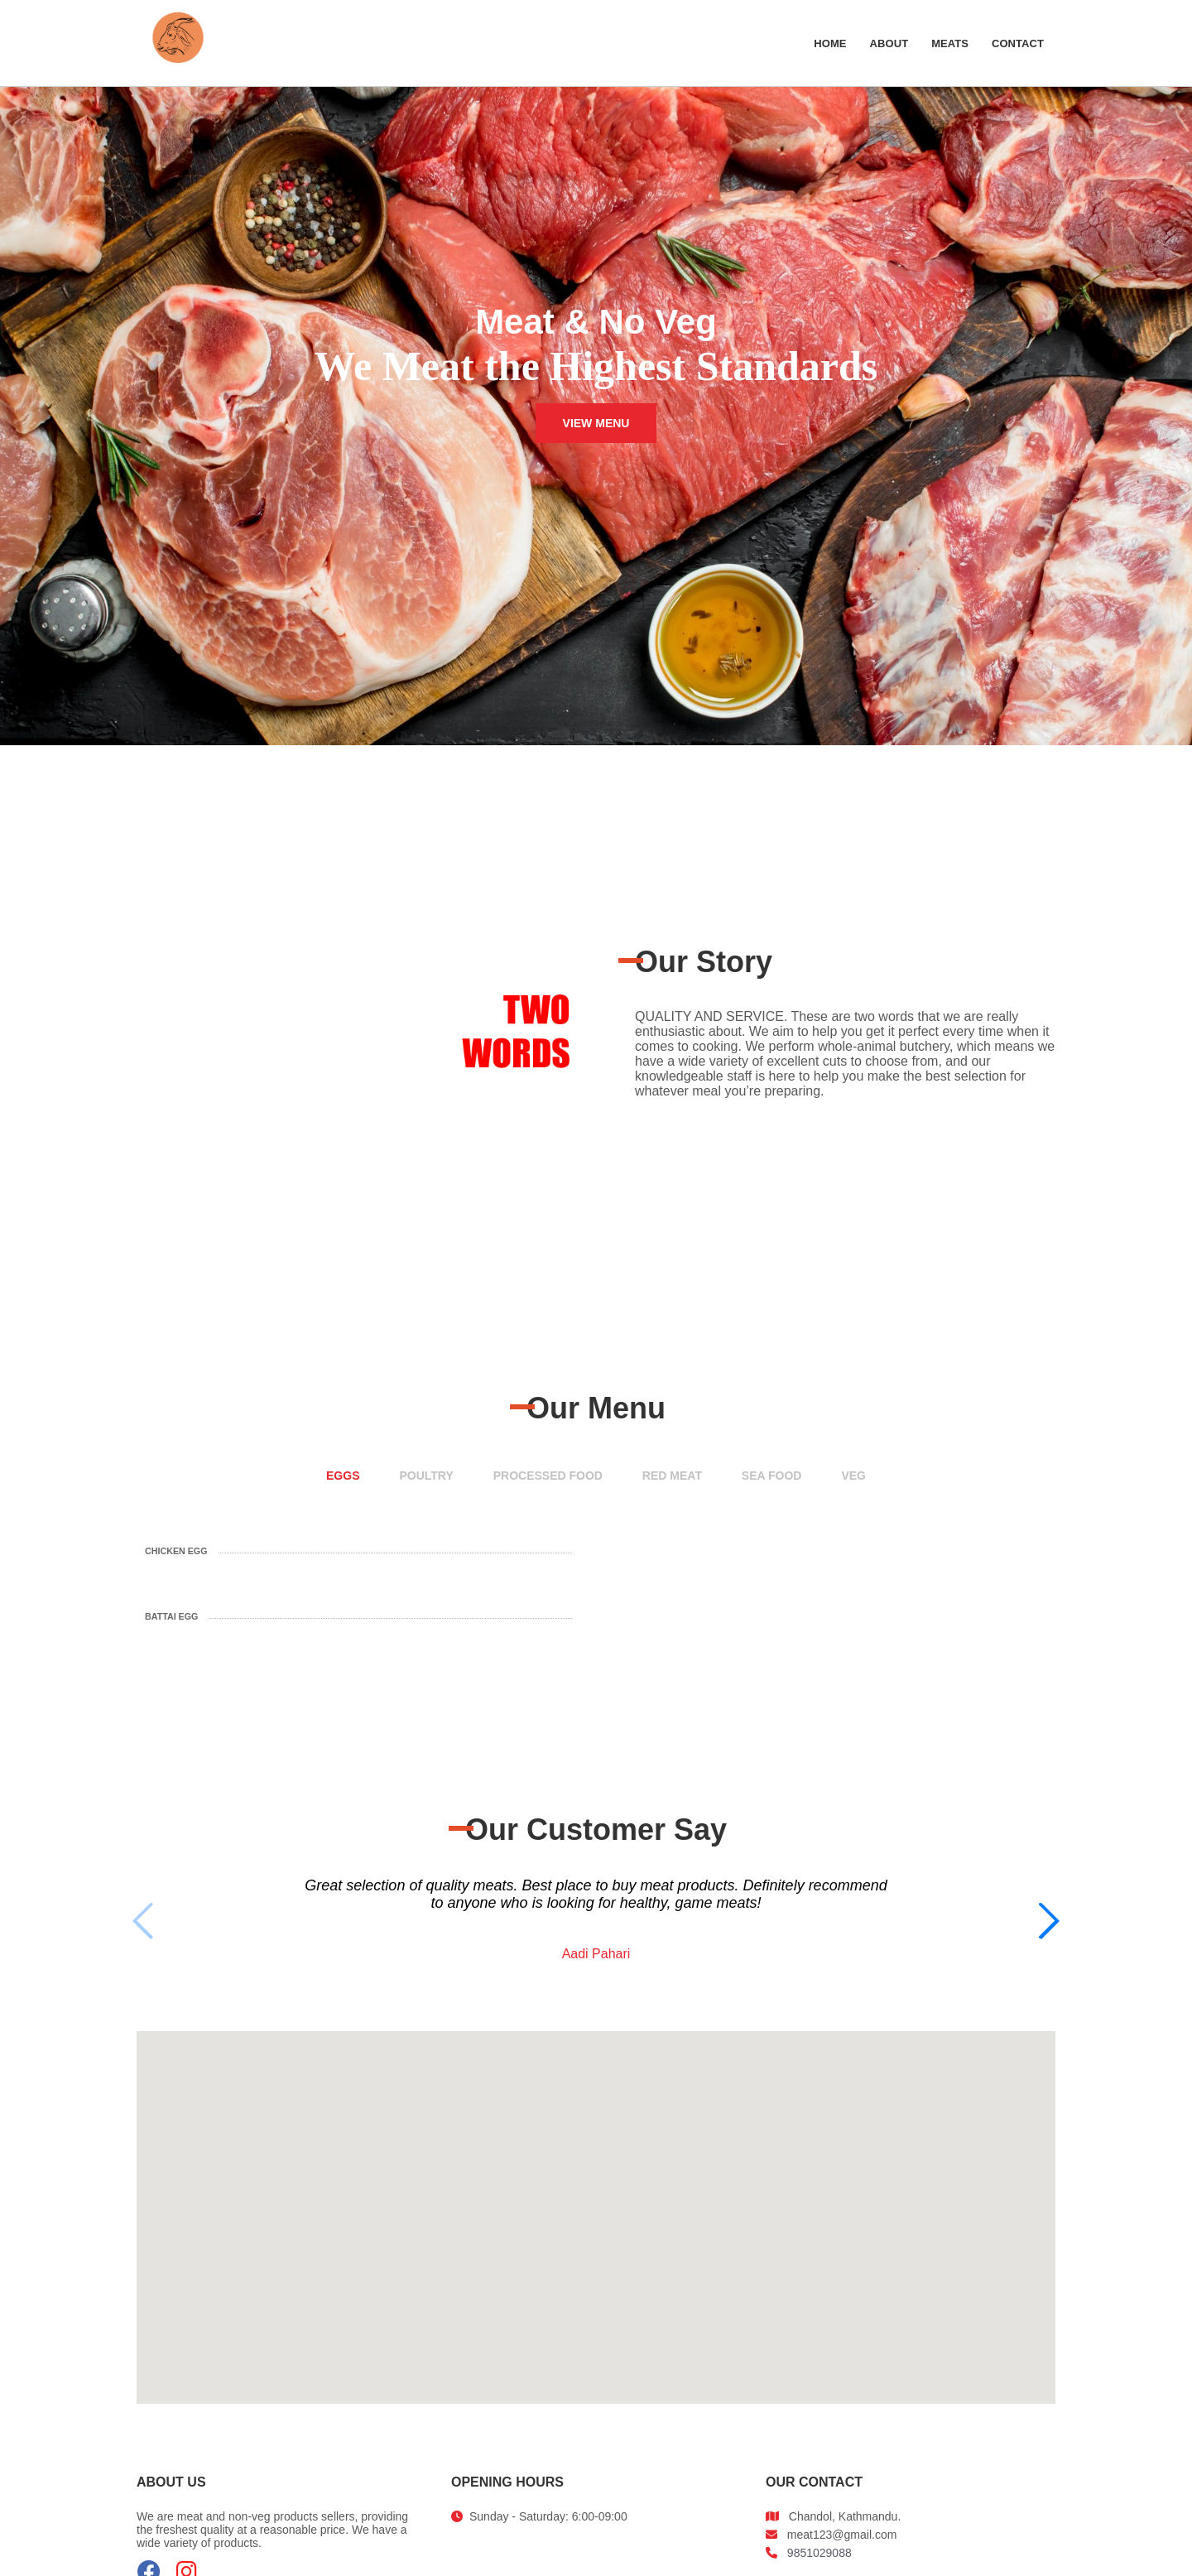 HOME ABOUT MEATS CONTACT
Meat & No Veg
We Meat the Highest Standards
VIEW MENU
TWO
WORDS
Our Story
QUALITY AND SERVICE. These are two words that we are really
enthusiastic about. We aim to help you get it perfect every time when it
comes to cooking. We perform whole-animal butchery, which means we
have a wide variety of excellent cuts to choose from, and our
knowledgeable staff is here to help you make the best selection for
whatever meal you’re preparing.
Our Menu
EGGS POULTRY PROCESSED FOOD RED MEAT SEA FOOD VEG
CHICKEN EGG
BATTAI EGG
Our Customer Say
Great selection of quality meats. Best place to buy meat products. Definitely recommend
to anyone who is looking for healthy, game meats!
Aadi Pahari
ABOUT US
We are meat and non-veg products sellers, providing
the freshest quality at a reasonable price. We have a
wide variety of products.
OPENING HOURS
Sunday - Saturday: 6:00-09:00
OUR CONTACT
Chandol, Kathmandu.
meat123@gmail.com
9851029088